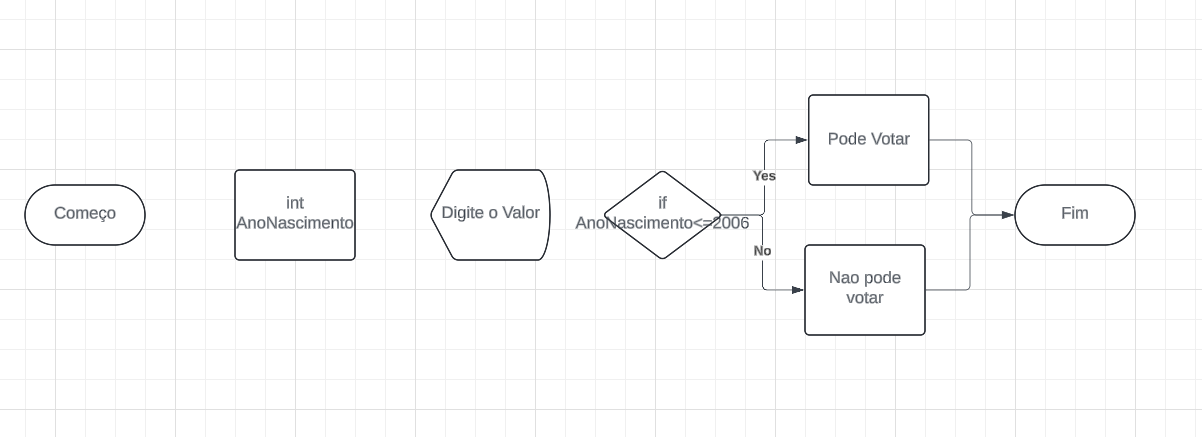 Começo
int
AnoNascimento
Digite o Valor
if
AnoNascimento<=2006
Yes
No
Pode Votar
Nao pode
votar
Fim